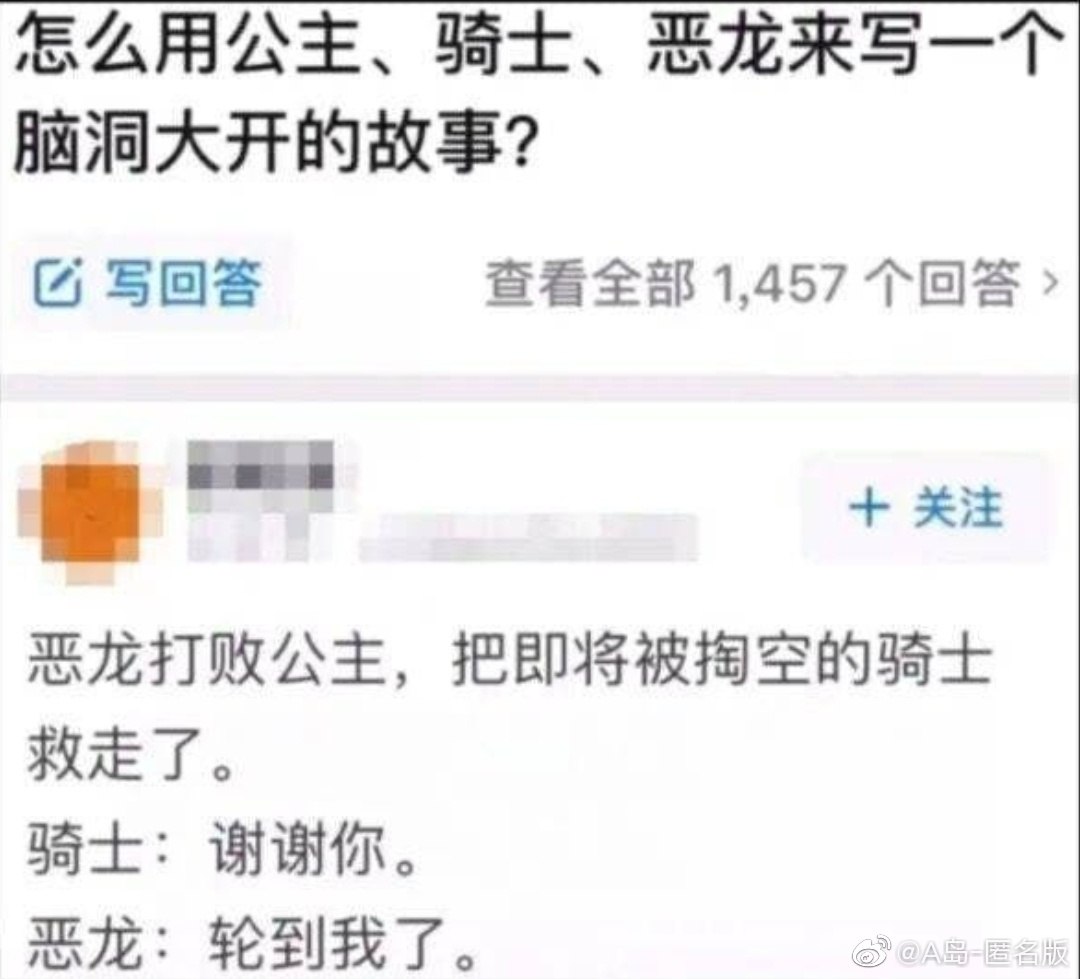 怎么用公主、骑士、恶龙来写一个
脑洞大开的故事?
写回答
查看全部 1,457 个回答 >
+ 关注
恶龙打败公主，把即将被掏空的骑士
救走了。
骑士：谢谢你。
恶龙：轮到我了。
@A岛-匿名版